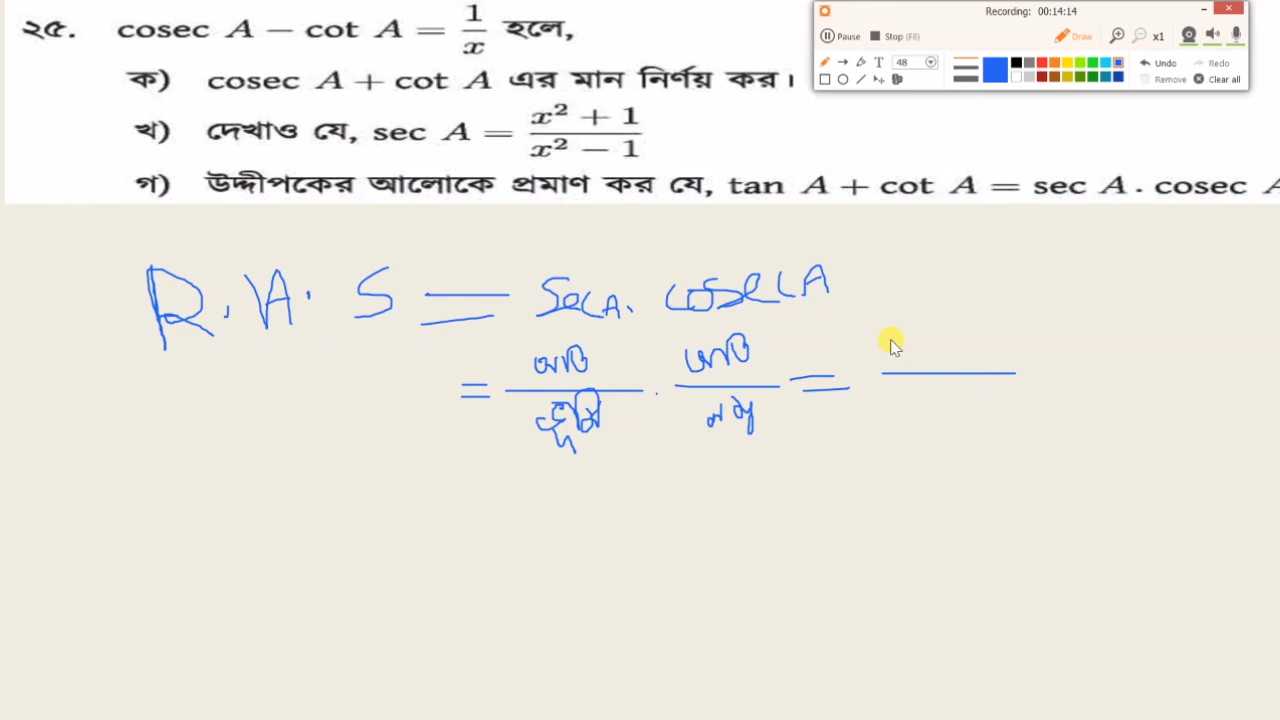 ২৫. cosec A − cot A = 1/x হলে,
ক) cosec A + cot A এর মান নির্ণয় কর।
খ) দেখাও যে, sec A = (x² + 1)/(x² − 1)
গ) উদ্দীপকের আলোকে প্রমাণ কর যে, tan A + cot A = sec A . cosec A
Recording: 00:14:14
Pause Stop (F8) Draw x1
T 48 Undo Redo
Remove Clear all
R.H.S = Sec A. cosec A
= অতি/ভূমি . অতি/লম্ব =